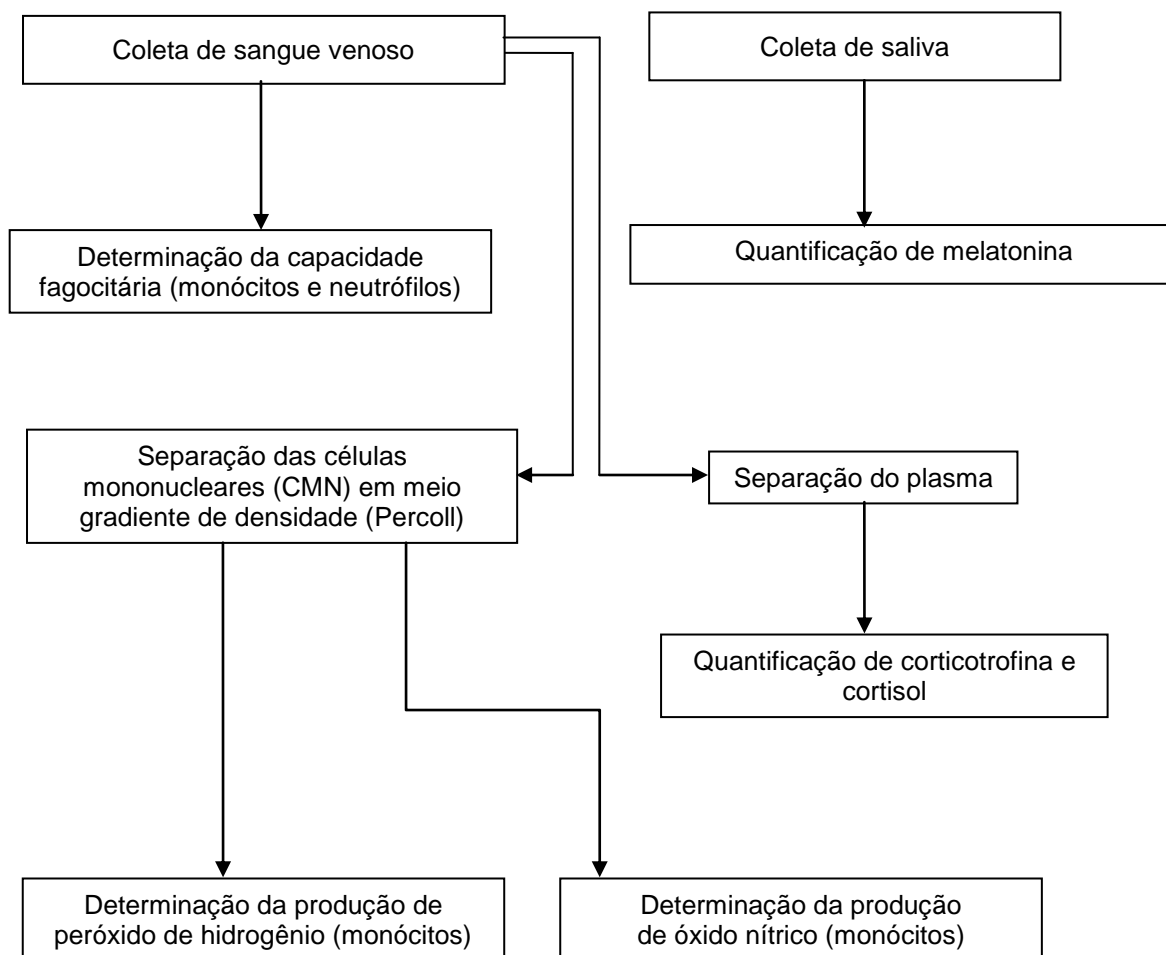 Coleta de sangue venoso
Coleta de saliva
Determinação da capacidade
fagocitária (monócitos e neutrófilos)
Quantificação de melatonina
Separação das células
mononucleares (CMN) em meio
gradiente de densidade (Percoll)
Separação do plasma
Quantificação de corticotrofina e
cortisol
Determinação da produção de
peróxido de hidrogênio (monócitos)
Determinação da produção
de óxido nítrico (monócitos)